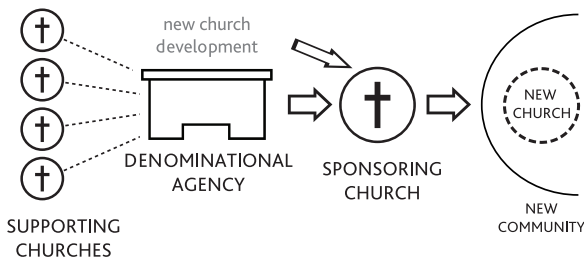 new church
development
DENOMINATIONAL
AGENCY
SPONSORING
CHURCH
NEW
CHURCH
SUPPORTING
CHURCHES
NEW
COMMUNITY